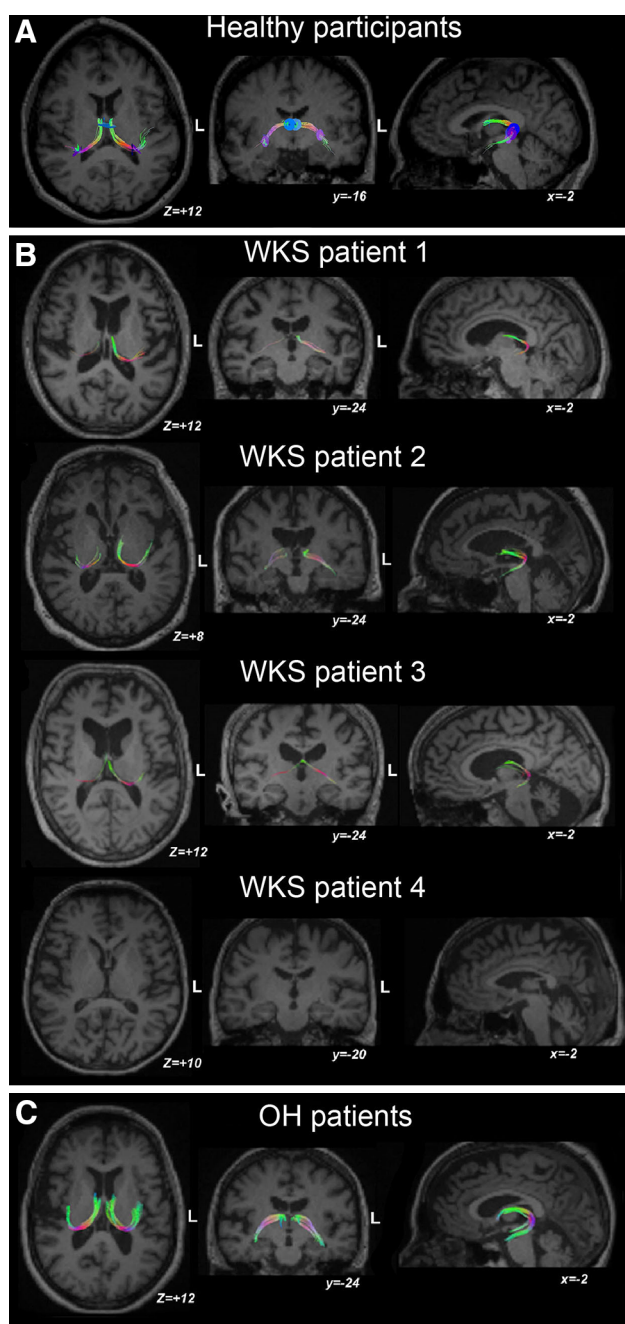 A
Healthy participants
L
Z=+12
y=-16
x=-2
B
WKS patient 1
L
L
Z=+12
y=-24
x=-2
WKS patient 2
L
L
Z=+8
y=-24
x=-2
WKS patient 3
L
L
Z=+12
y=-24
x=-2
WKS patient 4
L
L
Z=+10
y=-20
x=-2
C
OH patients
L
L
Z=+12
y=-24
x=-2